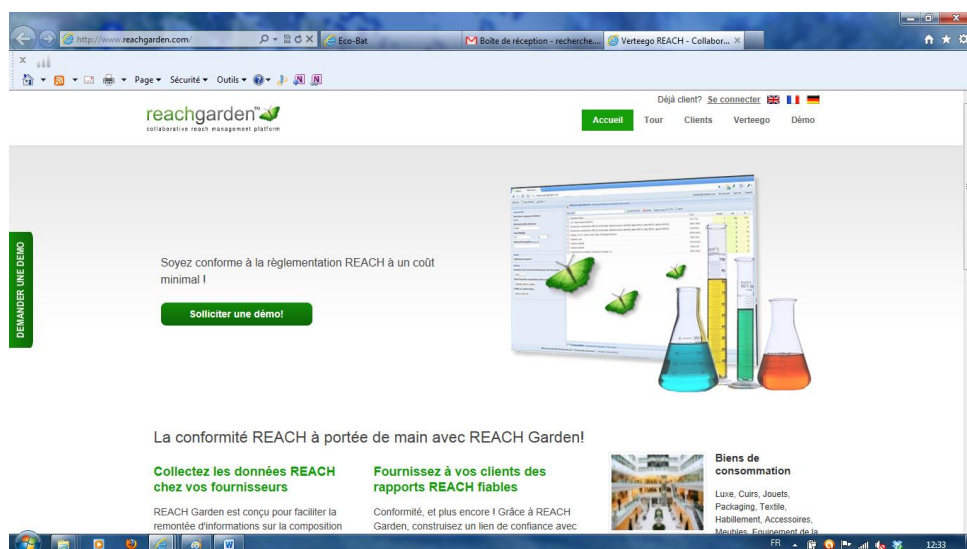 http://www.reachgarden.com/
Eco-Bat
Boîte de réception - recherche....
Verteego REACH - Collabor...
Page
Sécurité
Outils
Déjà client? Se connecter
reachgarden™
collaborative reach management platform
Accueil Tour Clients Verteego Démo
DEMANDER UNE DEMO
Soyez conforme à la règlementation REACH à un coût
minimal !
Solliciter une démo!
La conformité REACH à portée de main avec REACH Garden!
Collectez les données REACH
chez vos fournisseurs
REACH Garden est conçu pour faciliter la
remontée d'informations sur la composition
Fournissez à vos clients des
rapports REACH fiables
Conformité, et plus encore ! Grâce à REACH
Garden, construisez un lien de confiance avec
Biens de
consommation
Luxe, Cuirs, Jouets,
Packaging, Textile,
Habillement, Accessoires,
Meubles, Equipement de la
FR
12:33